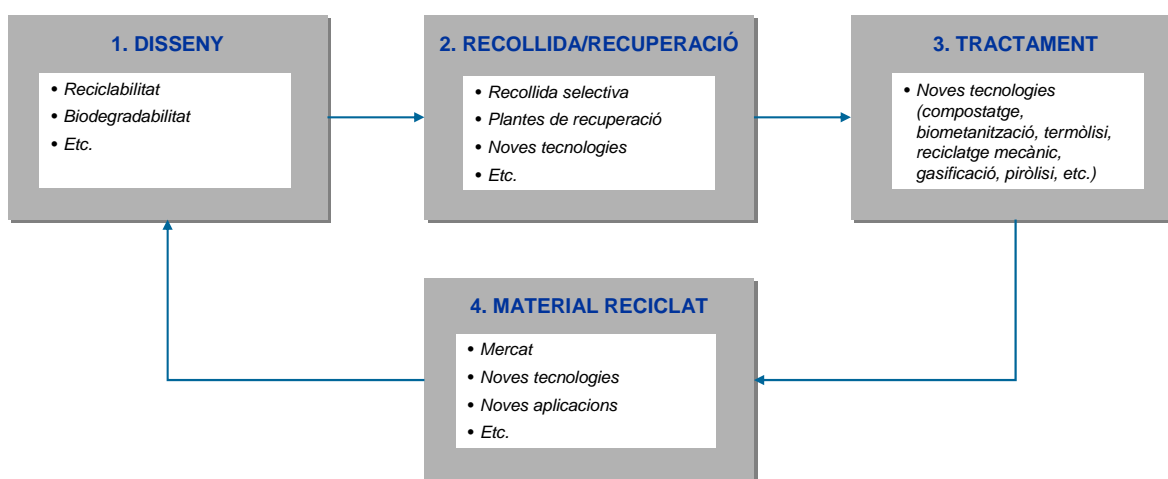 1. DISSENY
• Reciclabilitat
• Biodegradabilitat
• Etc.
2. RECOLLIDA/RECUPERACIÓ
• Recollida selectiva
• Plantes de recuperació
• Noves tecnologies
• Etc.
3. TRACTAMENT
• Noves tecnologies
(compostatge,
biometanització, termòlisi,
reciclatge mecànic,
gasificació, piròlisi, etc.)
4. MATERIAL RECICLAT
• Mercat
• Noves tecnologies
• Noves aplicacions
• Etc.